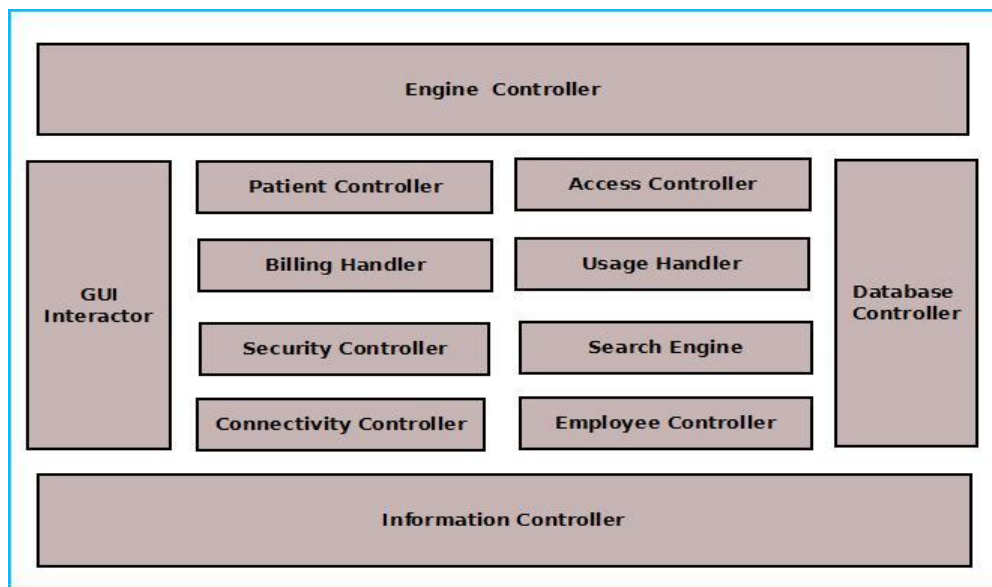 Engine Controller
Patient Controller
Access Controller
Billing Handler
Usage Handler
GUI
Interactor
Database
Controller
Security Controller
Search Engine
Connectivity Controller
Employee Controller
Information Controller